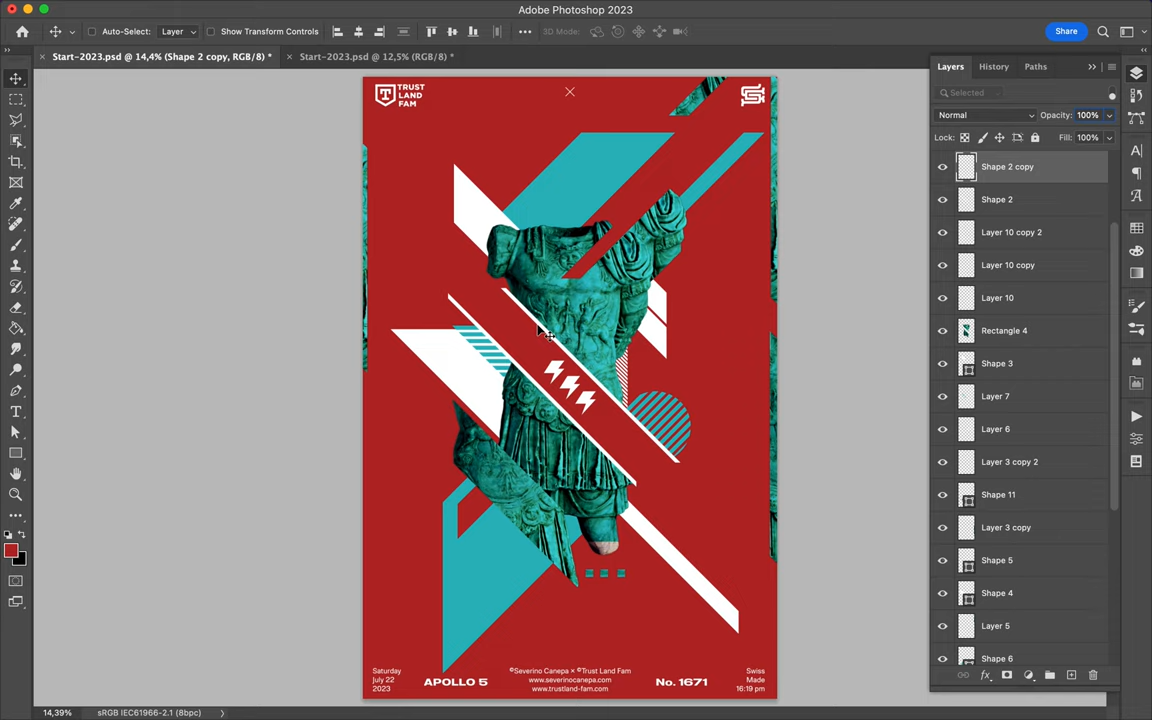 Adobe Photoshop 2023
Auto-Select:
Layer
Show Transform Controls
3D Mode:
Share
Start-2023.psd @ 14,4% (Shape 2 copy, RGB/8) *
Start-2023.psd @ 12,5% (RGB/8) *
Layers
History
Paths
Selected
Normal
Opacity:
100%
Lock:
Fill:
100%
Shape 2 copy
Shape 2
Layer 10 copy 2
Layer 10 copy
Layer 10
Rectangle 4
Shape 3
Layer 7
Layer 6
Layer 3 copy 2
Shape 11
Layer 3 copy
Shape 5
Shape 4
Layer 5
Shape 6
TRUST
LAND
FAM
Saturday
July 22
2023
APOLLO 5
©Severino Canepa × ©Trust Land Fam
www.severinocanepa.com
www.trustland-fam.com
No. 1671
Swiss
Made
16:19 pm
14,39%
sRGB IEC61966-2.1 (8bpc)